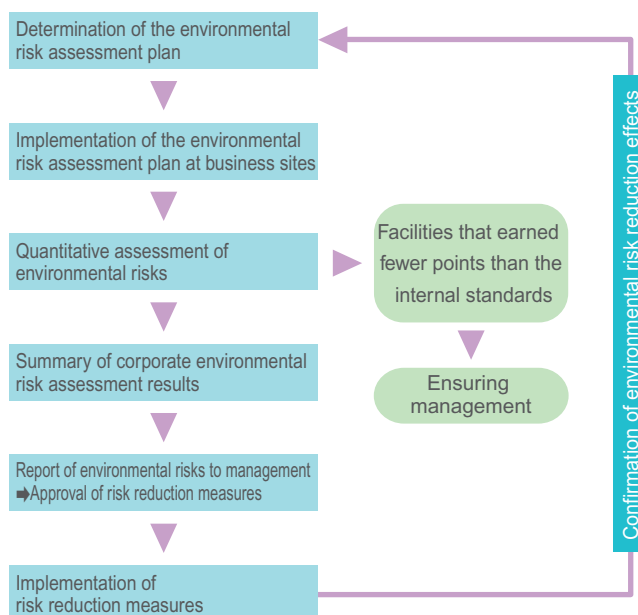 Determination of the environmental
risk assessment plan
Implementation of the environmental
risk assessment plan at business sites
Quantitative assessment of
environmental risks
Facilities that earned
fewer points than the
internal standards
Ensuring
management
Summary of corporate environmental
risk assessment results
Report of environmental risks to management
➡Approval of risk reduction measures
Implementation of
risk reduction measures
Confirmation of environmental risk reduction effects